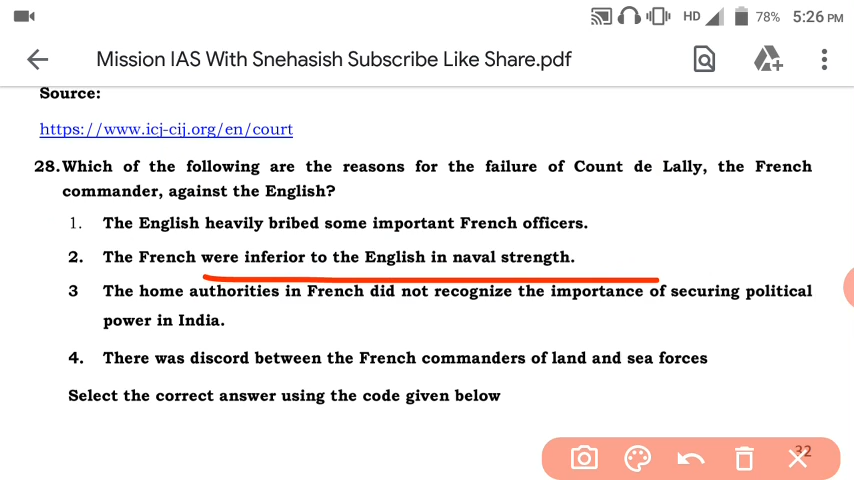 HD 78% 5:26 PM
Mission IAS With Snehasish Subscribe Like Share.pdf
Source:
https://www.icj-cij.org/en/court
28. Which of the following are the reasons for the failure of Count de Lally, the French
commander, against the English?
1. The English heavily bribed some important French officers.
2. The French were inferior to the English in naval strength.
3 The home authorities in French did not recognize the importance of securing political
power in India.
4. There was discord between the French commanders of land and sea forces
Select the correct answer using the code given below
32